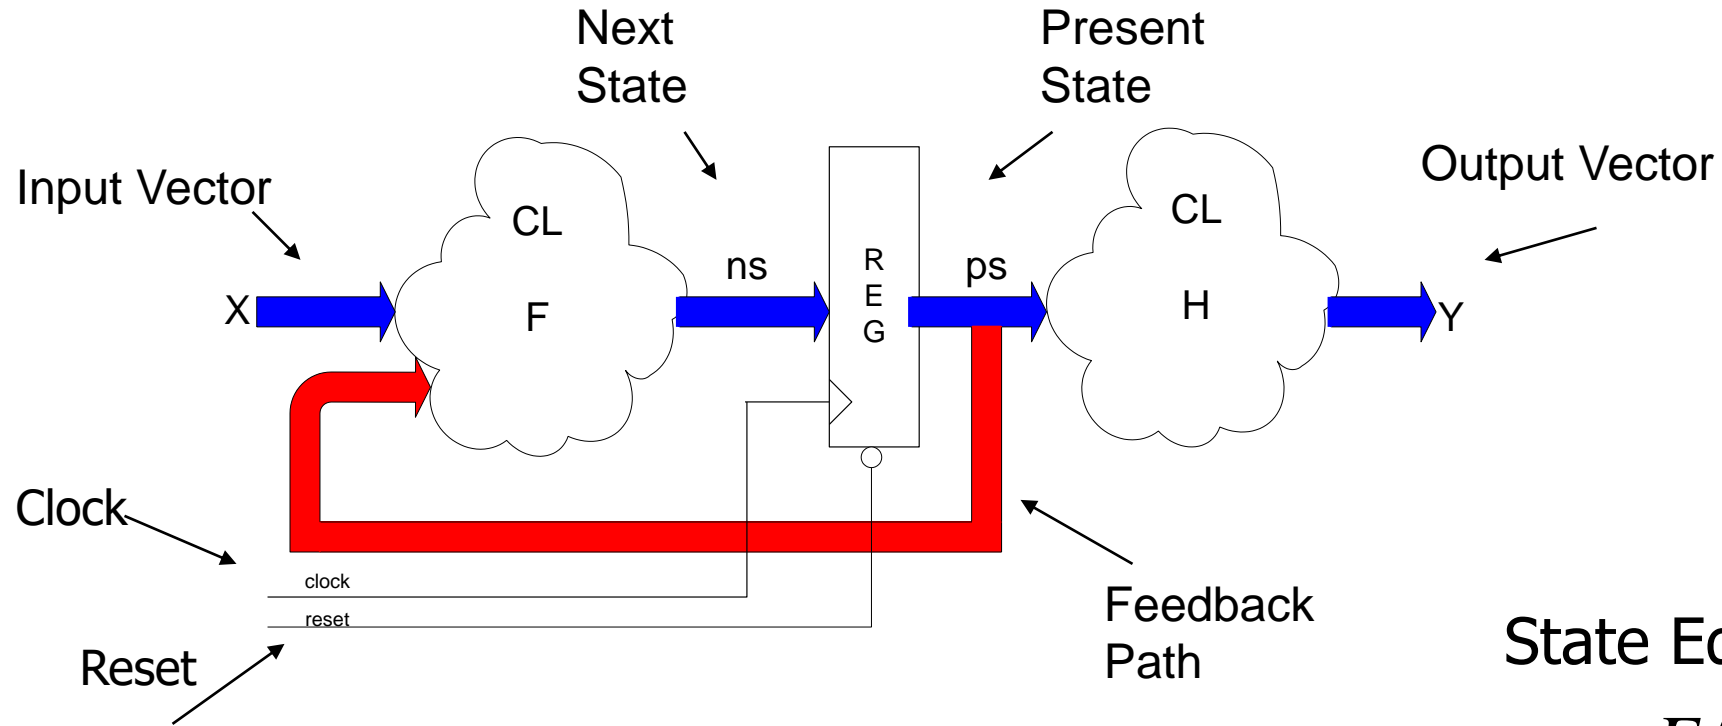 Next
State
Present
State
Input Vector
Output Vector
CL
CL
ns
R
E
G
ps
X
F
H
Y
Clock
clock
reset
Reset
Feedback
Path
State